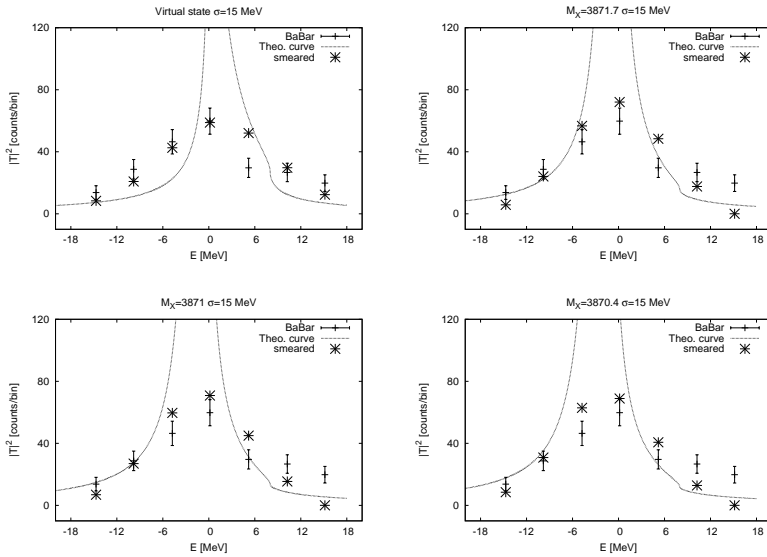 Virtual state σ=15 MeV
|T|² [counts/bin]
120
80
40
0
-18 -12 -6 0 6 12 18
E [MeV]
BaBar
Theo. curve
smeared
M_X=3871.7 σ=15 MeV
|T|² [counts/bin]
120
80
40
0
-18 -12 -6 0 6 12 18
E [MeV]
BaBar
Theo. curve
smeared
M_X=3871 σ=15 MeV
|T|² [counts/bin]
120
80
40
0
-18 -12 -6 0 6 12 18
E [MeV]
BaBar
Theo. curve
smeared
M_X=3870.4 σ=15 MeV
|T|² [counts/bin]
120
80
40
0
-18 -12 -6 0 6 12 18
E [MeV]
BaBar
Theo. curve
smeared